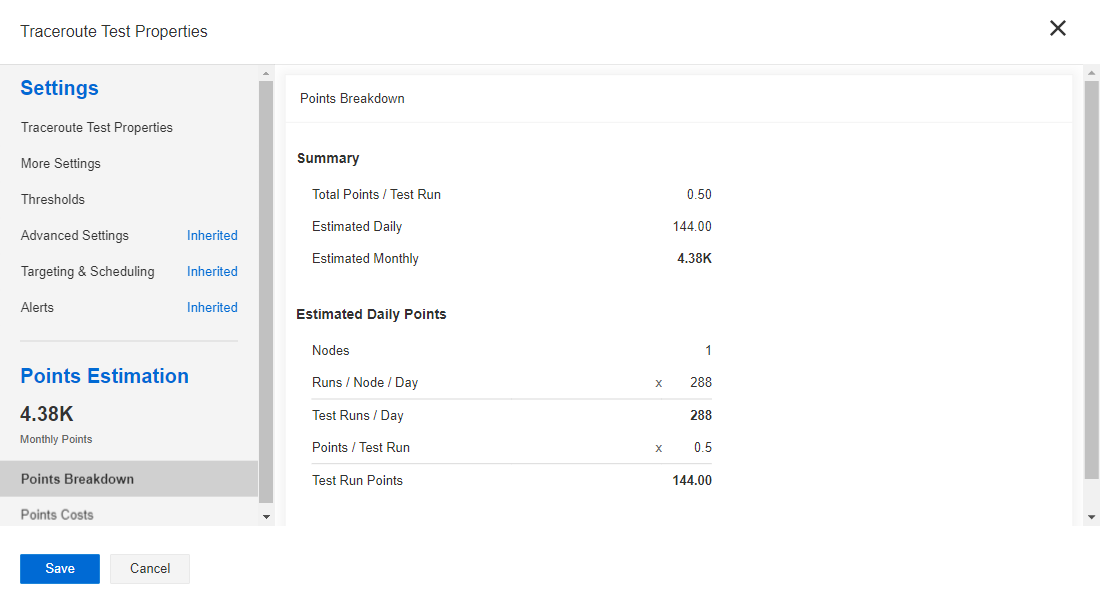 Traceroute Test Properties
Settings
Traceroute Test Properties
More Settings
Thresholds
Advanced Settings Inherited
Targeting & Scheduling Inherited
Alerts Inherited
Points Estimation
4.38K
Monthly Points
Points Breakdown
Points Costs
Points Breakdown
Summary
Total Points / Test Run 0.50
Estimated Daily 144.00
Estimated Monthly 4.38K
Estimated Daily Points
Nodes 1
Runs / Node / Day x 288
Test Runs / Day 288
Points / Test Run x 0.5
Test Run Points 144.00
Save Cancel